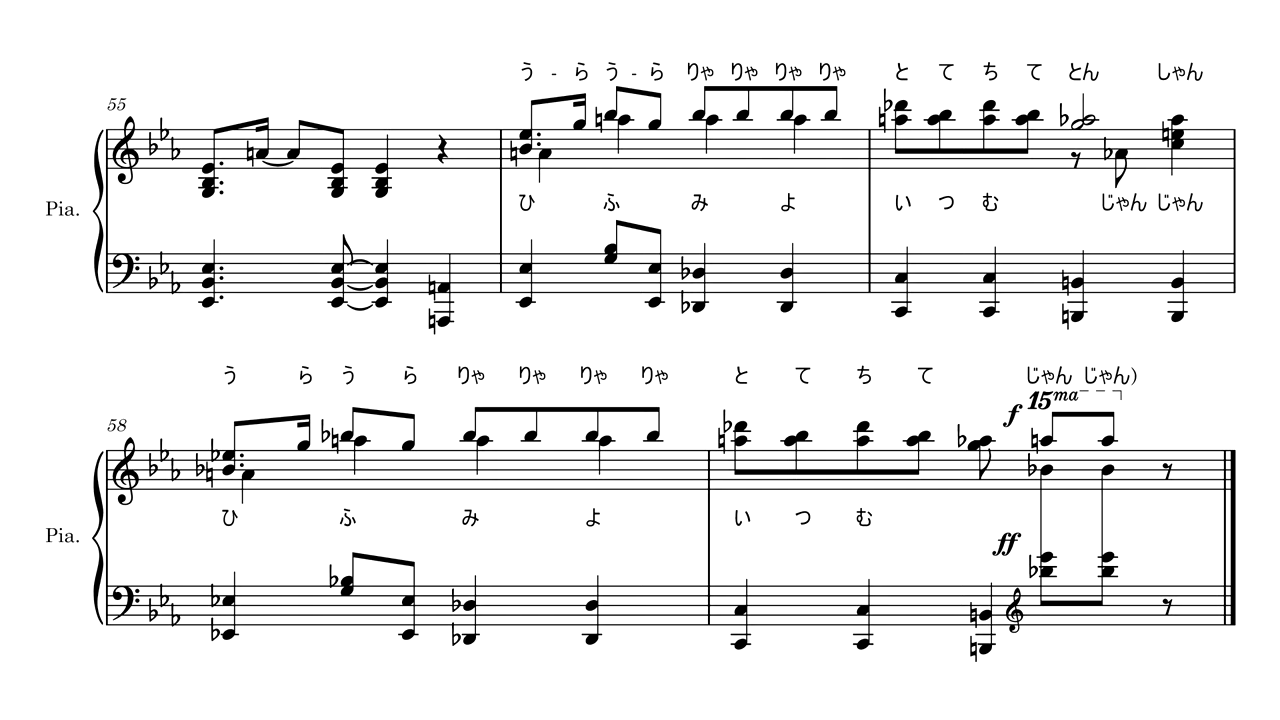 う - ら う - ら りゃ りゃ りゃ りゃ と て ち て とん しゃん
55
ひ ふ み よ い つ む じゃん じゃん
Pia.
う ら う ら りゃ りゃ りゃ りゃ と て ち て じゃん じゃん)
f 15ma
58
ひ ふ み よ い つ む
Pia.
ff